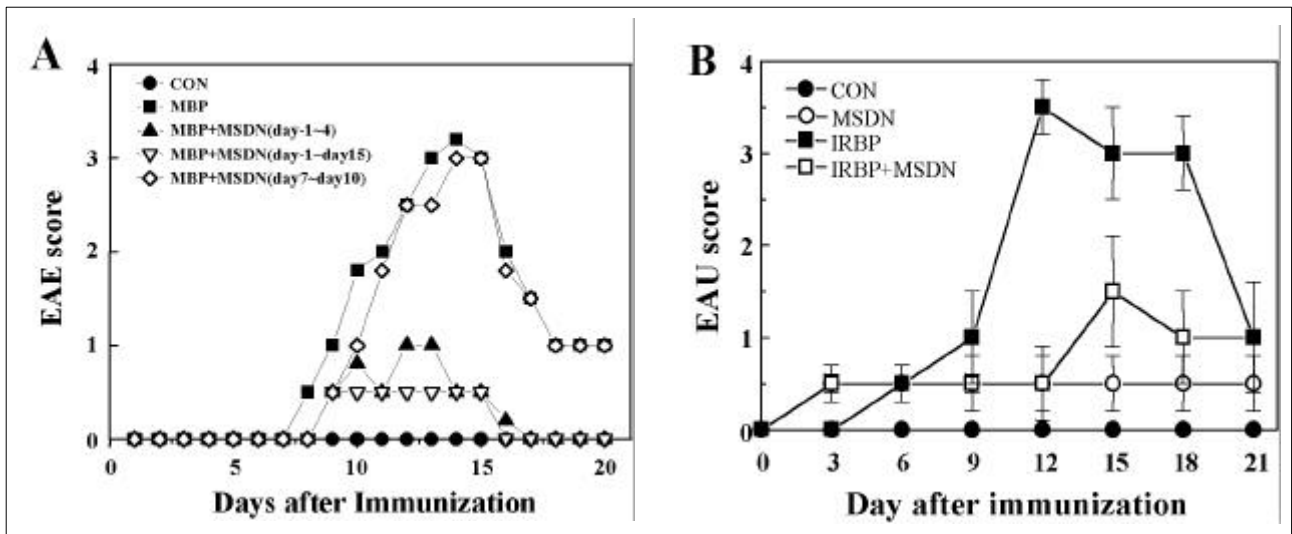 A
EAE score
4
3
2
1
0
CON
MBP
MBP+MSDN(day-1~4)
MBP+MSDN(day-1~day15)
MBP+MSDN(day7~day10)
0 5 10 15 20
Days after Immunization
B
EAU score
4
3
2
1
0
CON
MSDN
IRBP
IRBP+MSDN
0 3 6 9 12 15 18 21
Day after immunization